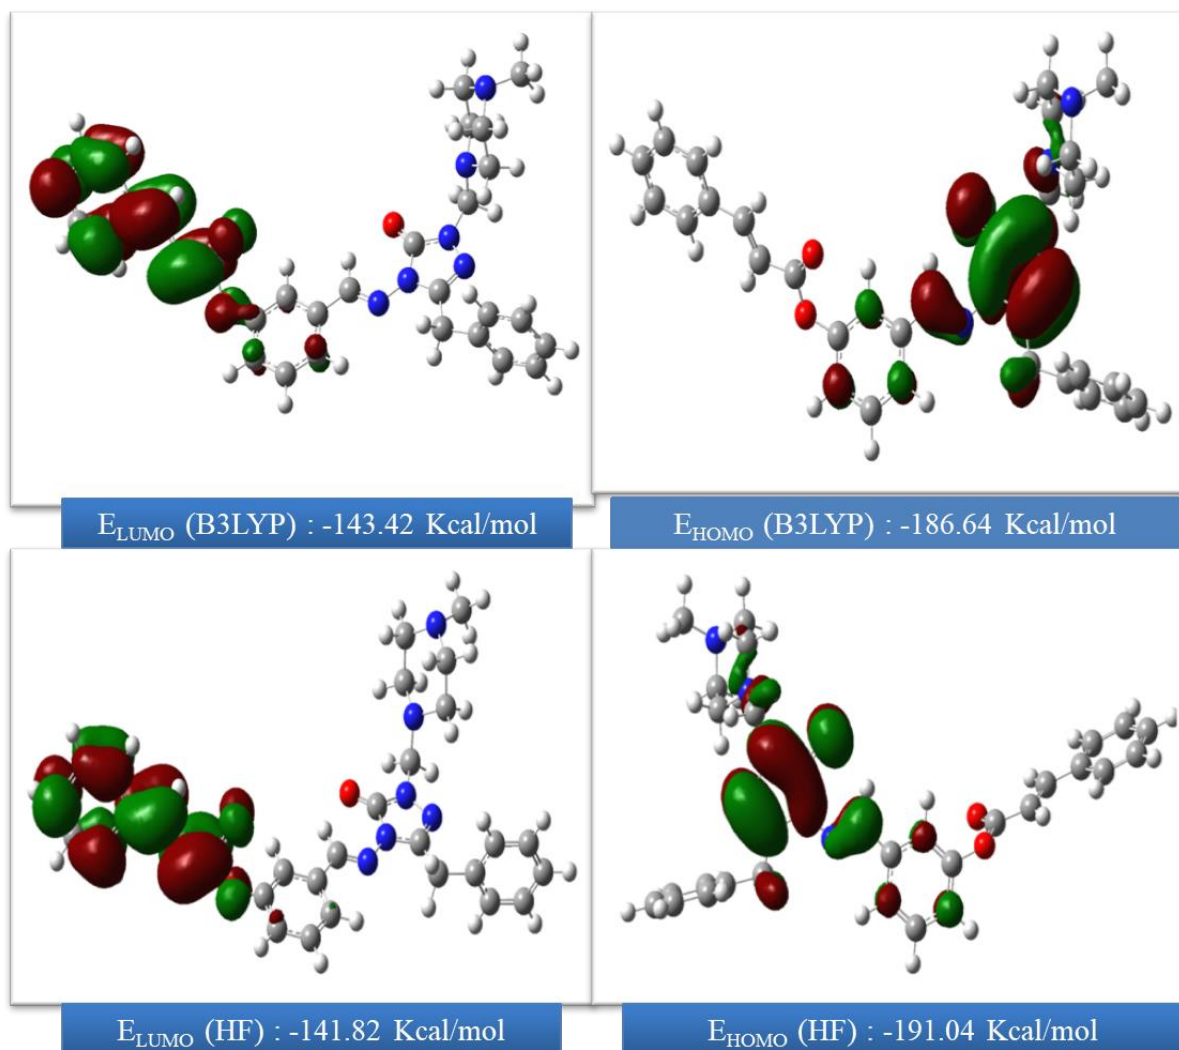 E_LUMO (B3LYP) : -143.42 Kcal/mol
E_HOMO (B3LYP) : -186.64 Kcal/mol
E_LUMO (HF) : -141.82 Kcal/mol
E_HOMO (HF) : -191.04 Kcal/mol